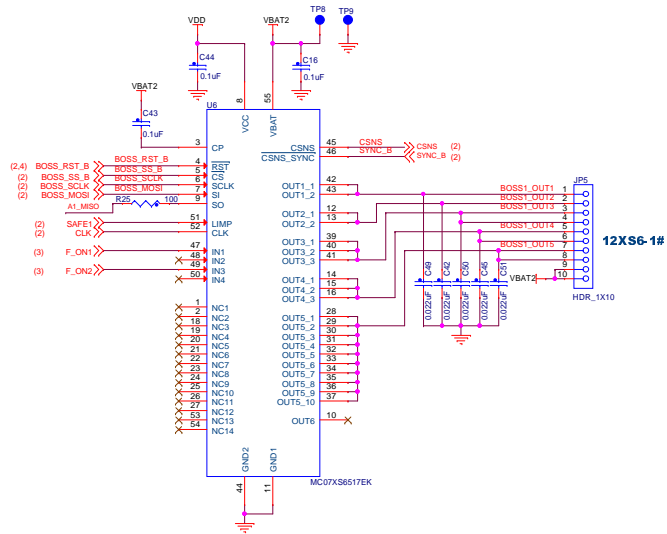 TP8 TP9
VDD VBAT2
C44 C16
0.1uF 0.1uF
VBAT2
C43
0.1uF
U6
8 55
VCC VBAT
3 CP
CSNS 45 CSNS (2)
CSNS_SYNC 46 SYNC_B SYNC_B (2)
(2,4) BOSS_RST_B BOSS_RST_B 4 RST
(2) BOSS_SS_B BOSS_SS_B 5 CS
(2) BOSS_SCLK BOSS_SCLK 6 SCLK
(2) BOSS_MOSI BOSS_MOSI 7 SI
A1_MISO R25 100 9 SO
(2) SAFE1 51 LIMP
(2) CLK 52 CLK
(3) F_ON1 47 IN1
48 IN2
(3) F_ON2 49 IN3
50 IN4
OUT1_1 42
OUT1_2 43
OUT2_1 12
OUT2_2 13
OUT3_1 39
OUT3_2 40
OUT3_3 41
OUT4_1 14
OUT4_2 15
OUT4_3 16
OUT5_1 28
OUT5_2 29
OUT5_3 30
OUT5_4 31
OUT5_5 32
OUT5_6 33
OUT5_7 34
OUT5_8 35
OUT5_9 36
OUT5_10 37
OUT6 10
1 NC1
2 NC2
18 NC3
19 NC4
20 NC5
21 NC6
22 NC7
23 NC8
24 NC9
25 NC10
26 NC11
27 NC12
53 NC13
54 NC14
GND2 GND1
44 11
MC07XS6517EK
JP5
BOSS1_OUT1 1
BOSS1_OUT2 2
BOSS1_OUT3 3
4
BOSS1_OUT4 5
6
BOSS1_OUT5 7
8
9
VBAT2 10
HDR_1X10
12XS6-1#
C49 C42 C50 C45 C51
0.022uF 0.022uF 0.022uF 0.022uF 0.022uF